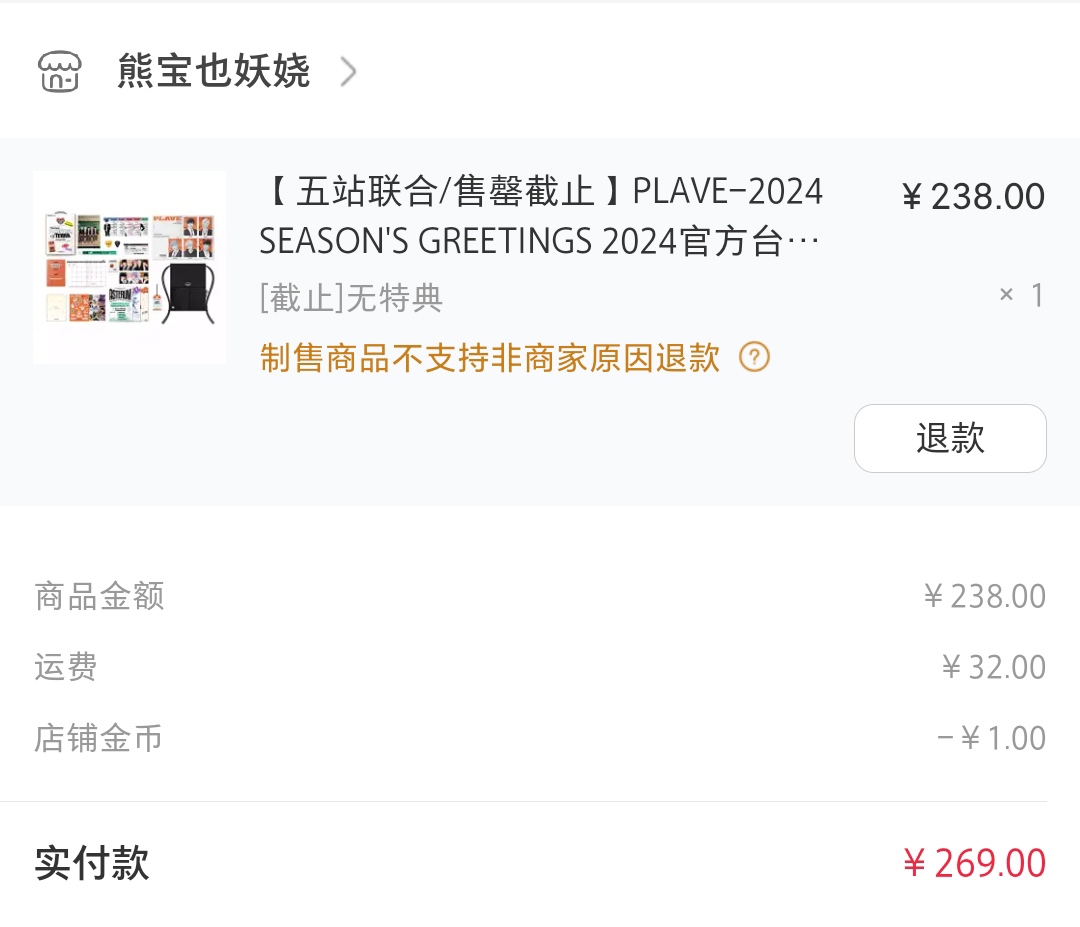 熊宝也妖娆
【五站联合/售罄截止】PLAVE-2024
SEASON'S GREETINGS 2024官方台…
¥238.00
[截止]无特典
× 1
制售商品不支持非商家原因退款 ?
退款
商品金额 ¥238.00
运费 ¥32.00
店铺金币 -¥1.00
实付款 ¥269.00